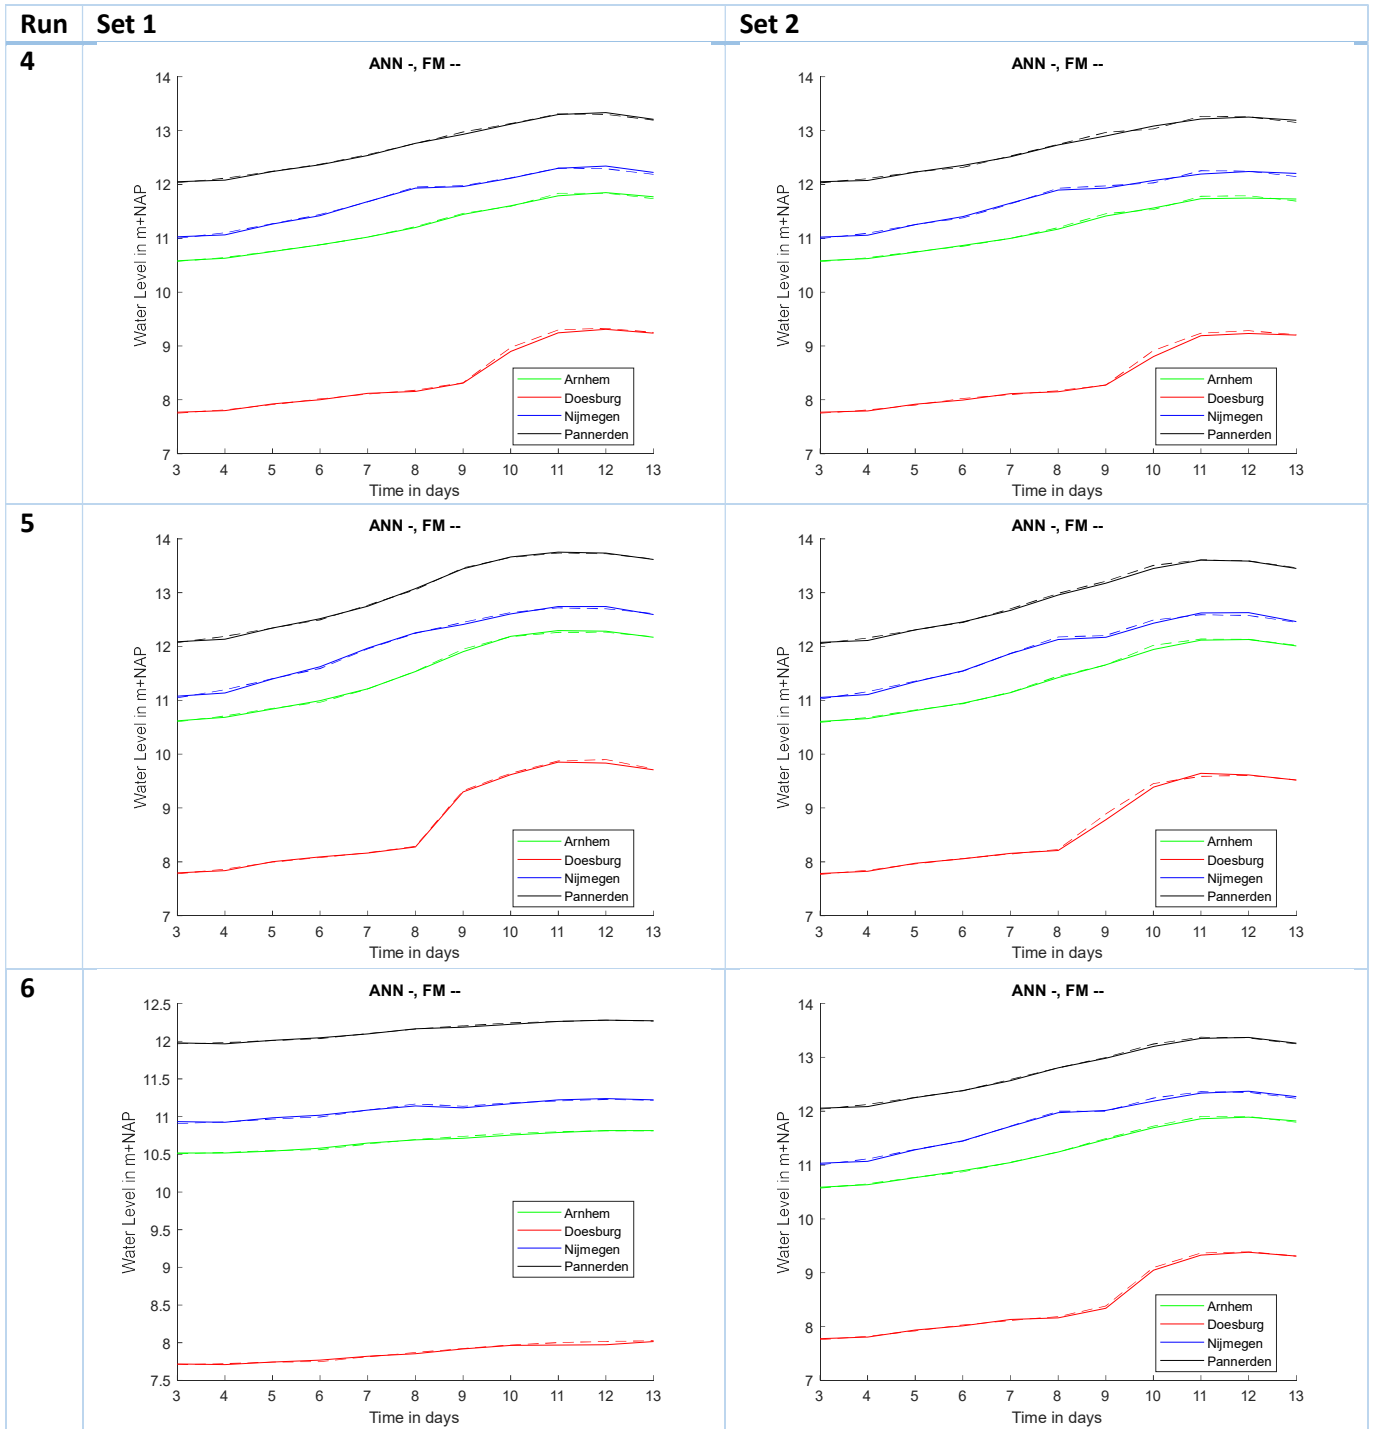 Run Set 1 Set 2
4
ANN -, FM --
14
13
12
11
10
9
8
7
Water Level in m+NAP
3 4 5 6 7 8 9 10 11 12 13
Time in days
Arnhem
Doesburg
Nijmegen
Pannerden
ANN -, FM --
14
13
12
11
10
9
8
7
Water Level in m+NAP
3 4 5 6 7 8 9 10 11 12 13
Time in days
Arnhem
Doesburg
Nijmegen
Pannerden
5
ANN -, FM --
14
13
12
11
10
9
8
7
Water Level in m+NAP
3 4 5 6 7 8 9 10 11 12 13
Time in days
Arnhem
Doesburg
Nijmegen
Pannerden
ANN -, FM --
14
13
12
11
10
9
8
7
Water Level in m+NAP
3 4 5 6 7 8 9 10 11 12 13
Time in days
Arnhem
Doesburg
Nijmegen
Pannerden
6
ANN -, FM --
12.5
12
11.5
11
10.5
10
9.5
9
8.5
8
7.5
Water Level in m+NAP
3 4 5 6 7 8 9 10 11 12 13
Time in days
Arnhem
Doesburg
Nijmegen
Pannerden
ANN -, FM --
14
13
12
11
10
9
8
7
Water Level in m+NAP
3 4 5 6 7 8 9 10 11 12 13
Time in days
Arnhem
Doesburg
Nijmegen
Pannerden